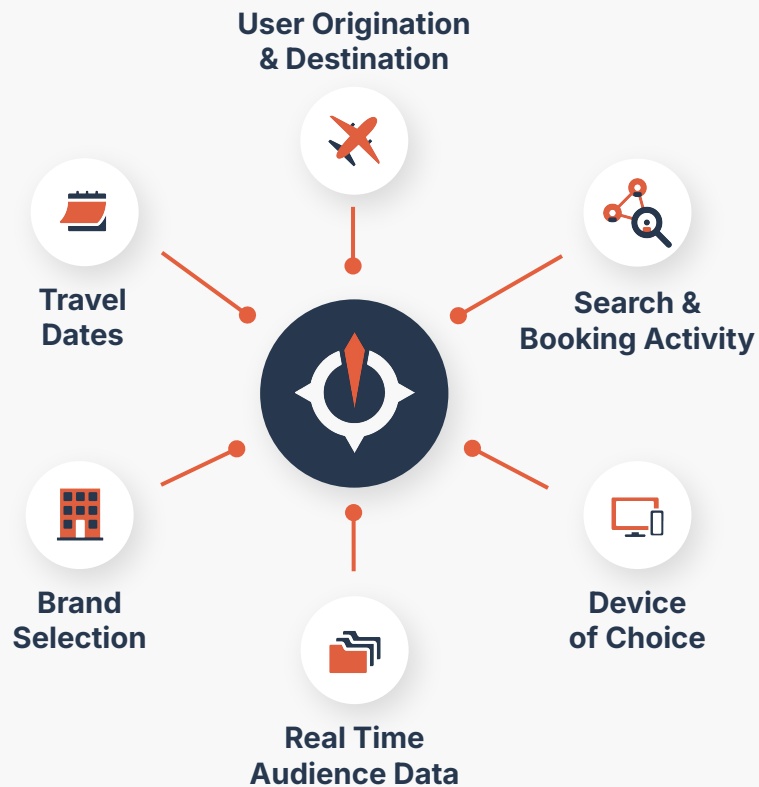 User Origination
& Destination
Travel
Dates
Search &
Booking Activity
Brand
Selection
Device
of Choice
Real Time
Audience Data